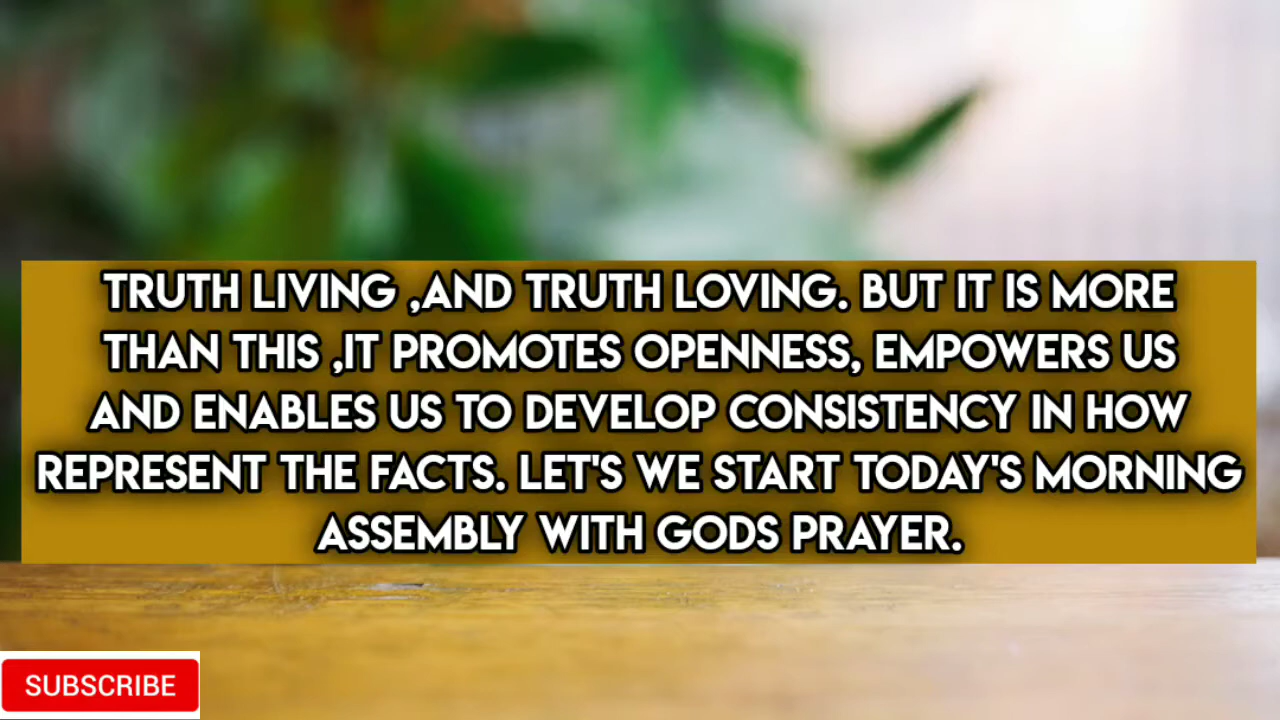 TRUTH LIVING ,AND TRUTH LOVING. BUT IT IS MORE
THAN THIS ,IT PROMOTES OPENNESS, EMPOWERS US
AND ENABLES US TO DEVELOP CONSISTENCY IN HOW
REPRESENT THE FACTS. LET'S WE START TODAY'S MORNING
ASSEMBLY WITH GODS PRAYER.
SUBSCRIBE